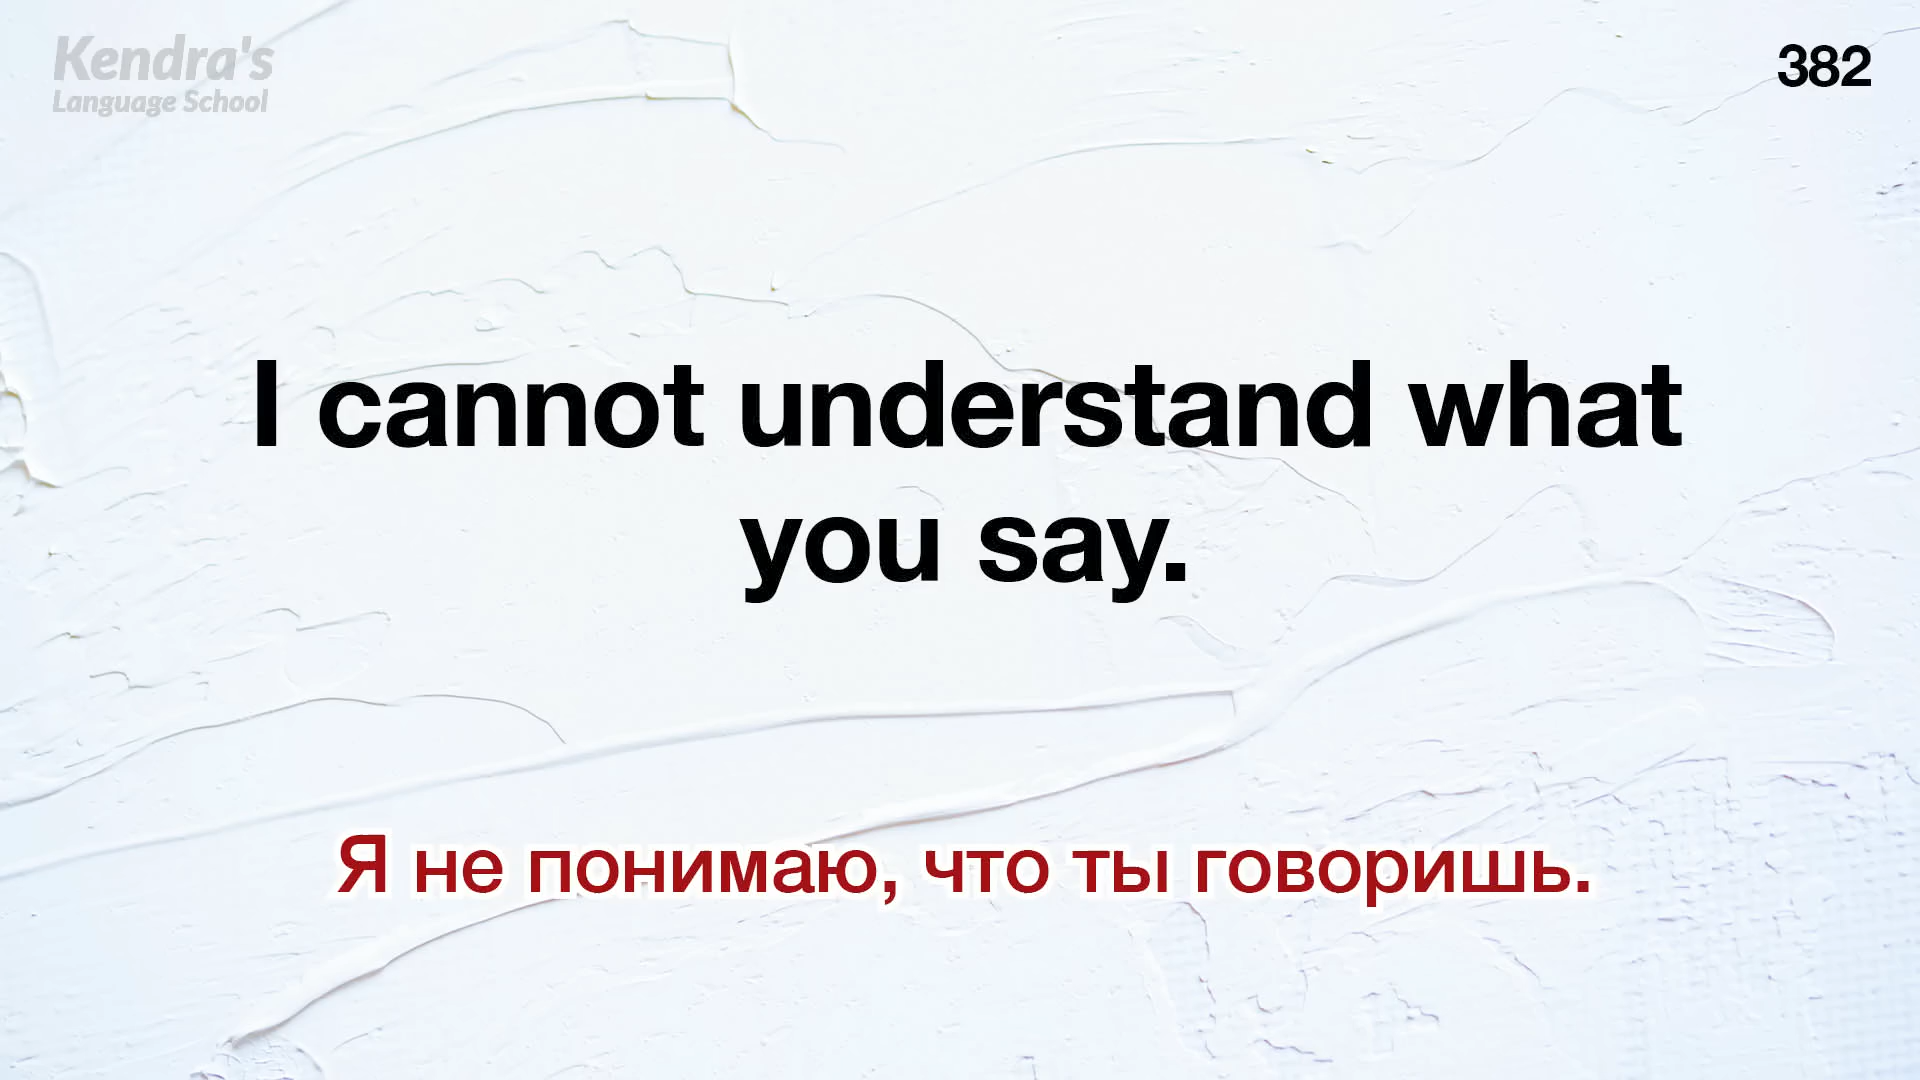 Kendra's
Language School
382
I cannot understand what
you say.
Я не понимаю, что ты говоришь.